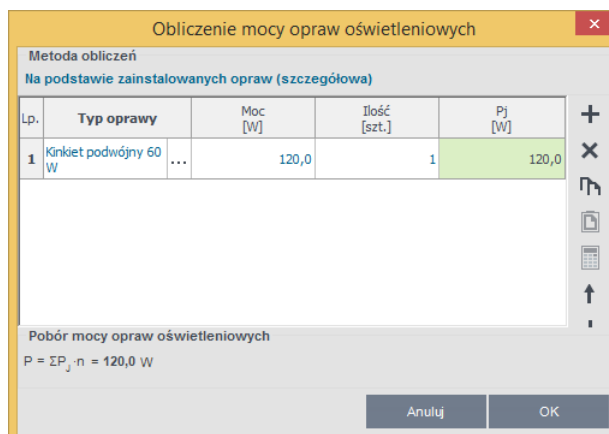 Obliczenie mocy opraw oświetleniowych
Metoda obliczeń
Na podstawie zainstalowanych opraw (szczegółowa)
Lp. Typ oprawy Moc [W] Ilość [szt.] Pj [W]
1 Kinkiet podwójny 60 W ... 120,0 1 120,0
Pobór mocy opraw oświetleniowych
P = ΣPJ ·n = 120,0 W
Anuluj OK